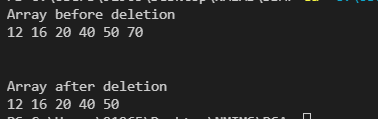 Array before deletion
12 16 20 40 50 70
Array after deletion
12 16 20 40 50